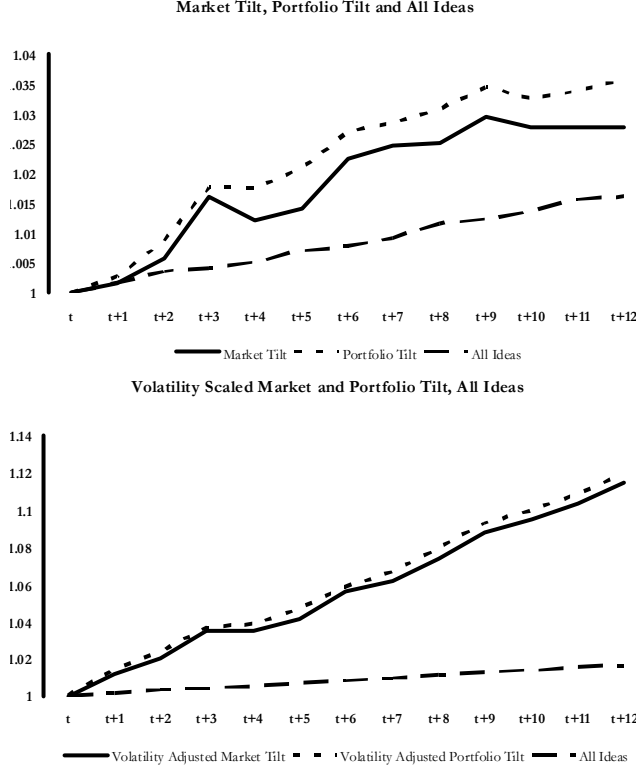 Market Tilt, Portfolio Tilt and All Ideas
1.04
.035
1.03
.025
1.02
1.015
1.01
.005
1
t t+1 t+2 t+3 t+4 t+5 t+6 t+7 t+8 t+9 t+10 t+11 t+12
Market Tilt Portfolio Tilt All Ideas
Volatility Scaled Market and Portfolio Tilt, All Ideas
1.14
1.12
1.1
1.08
1.06
1.04
1.02
1
t t+1 t+2 t+3 t+4 t+5 t+6 t+7 t+8 t+9 t+10 t+11 t+12
Volatility Adjusted Market Tilt Volatility Adjusted Portfolio Tilt All Ideas